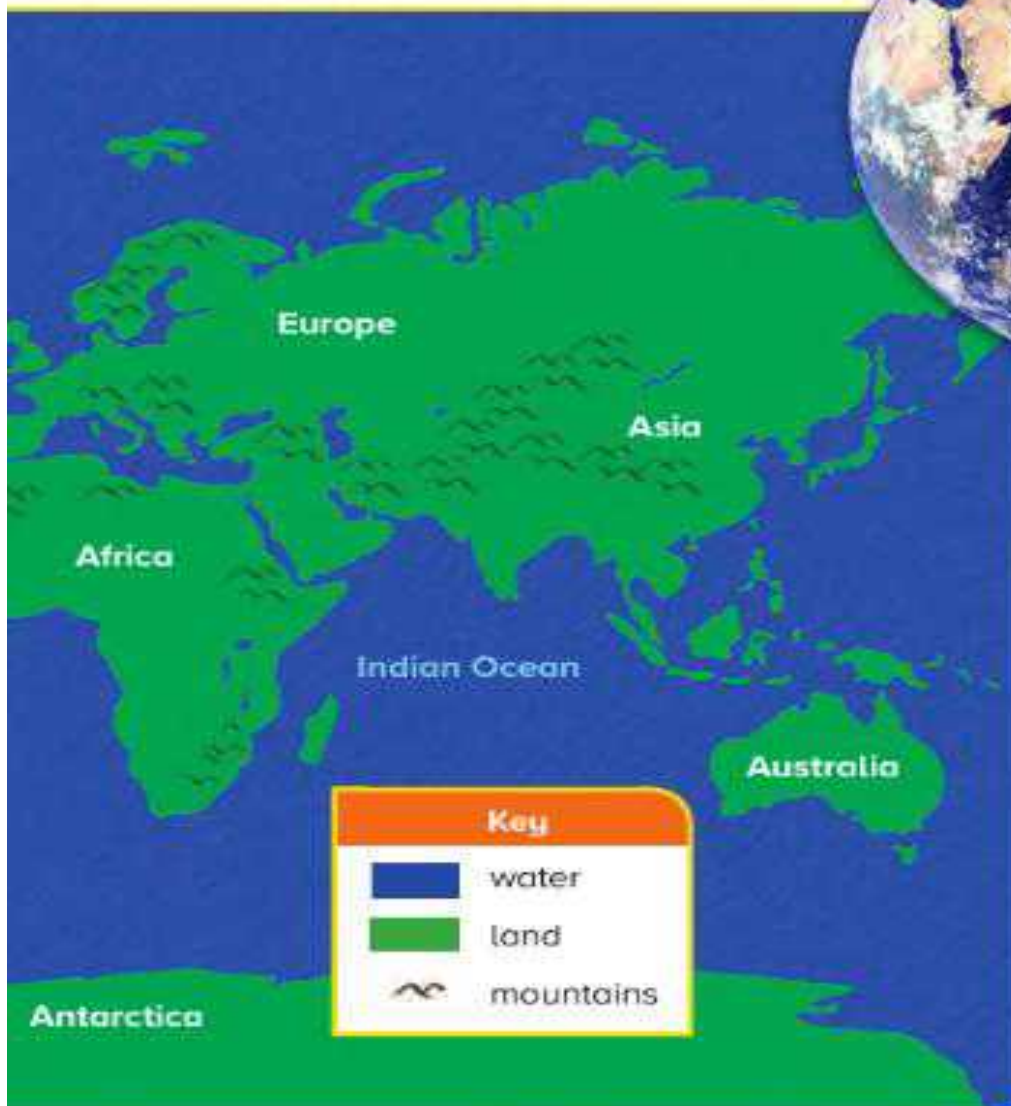 Europe
Asia
Africa
Indian Ocean
Australia
Key
water
land
mountains
Antarctica